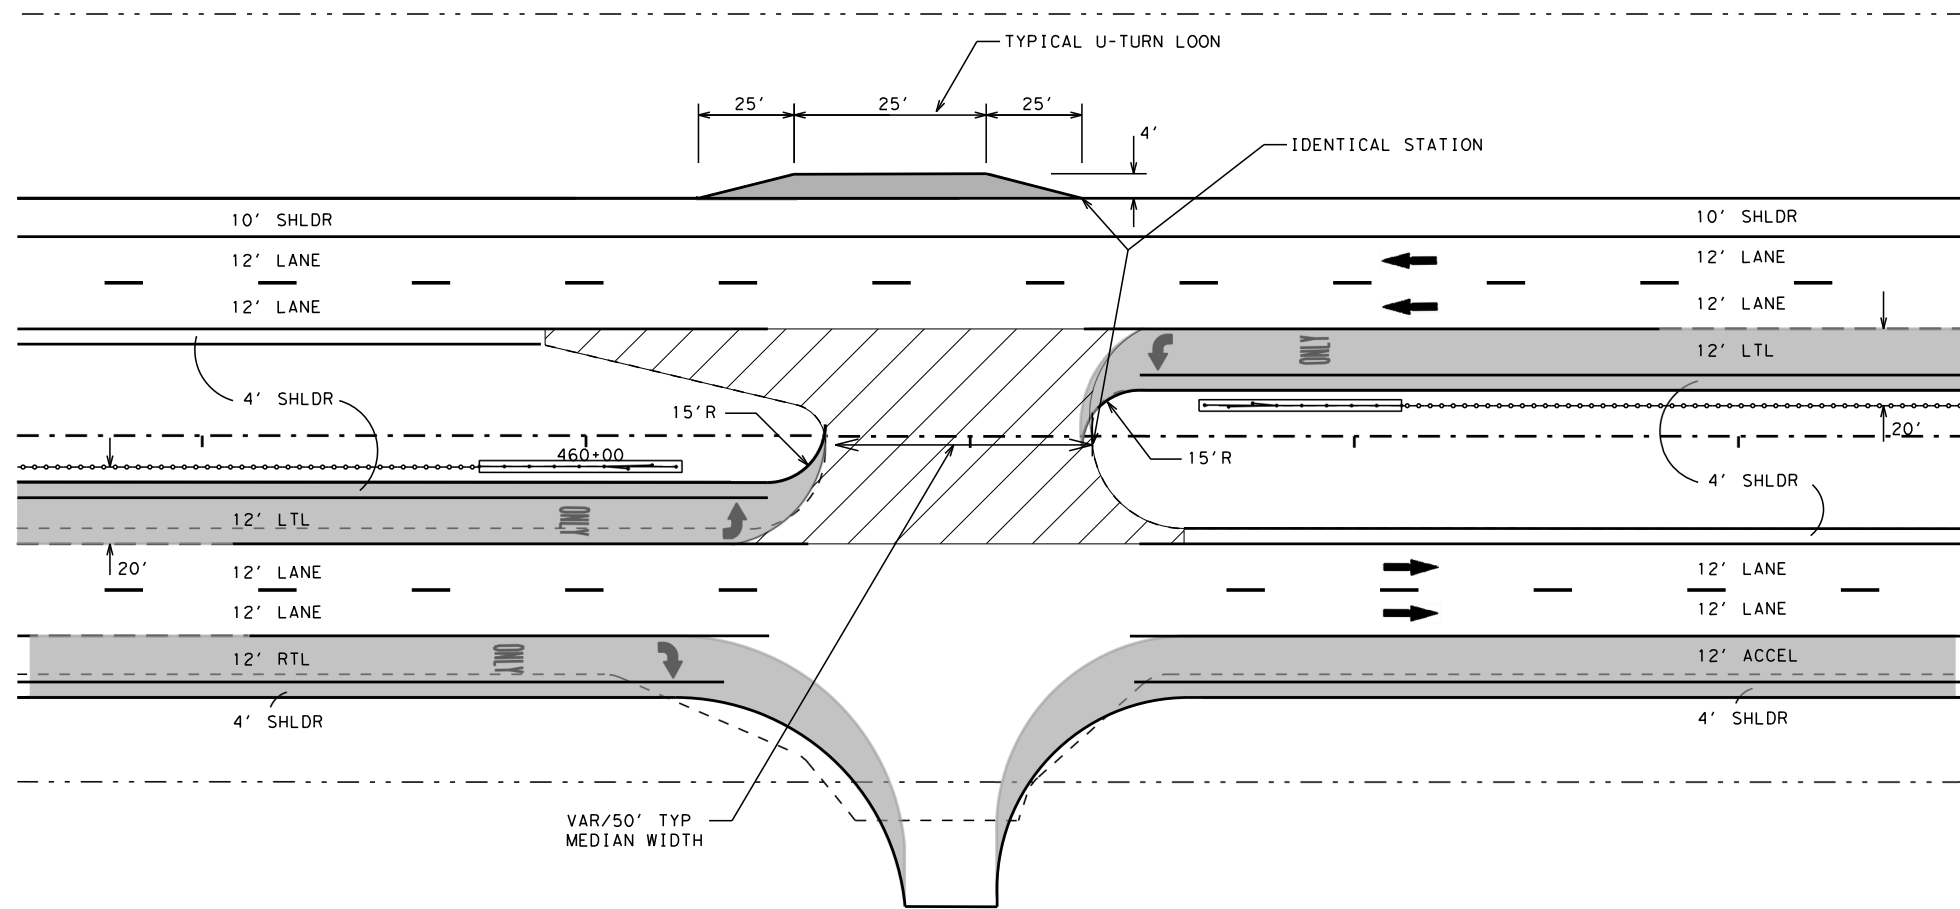 TYPICAL U-TURN LOON
25' 25' 25'
4'
IDENTICAL STATION
10' SHLDR 10' SHLDR
12' LANE 12' LANE
12' LANE 12' LANE
ONLY 12' LTL
4' SHLDR
15'R
20'
460+00 15'R
4' SHLDR
12' LTL ONLY
20'
12' LANE 12' LANE
12' LANE 12' LANE
12' RTL ONLY 12' ACCEL
4' SHLDR 4' SHLDR
VAR/50' TYP
MEDIAN WIDTH